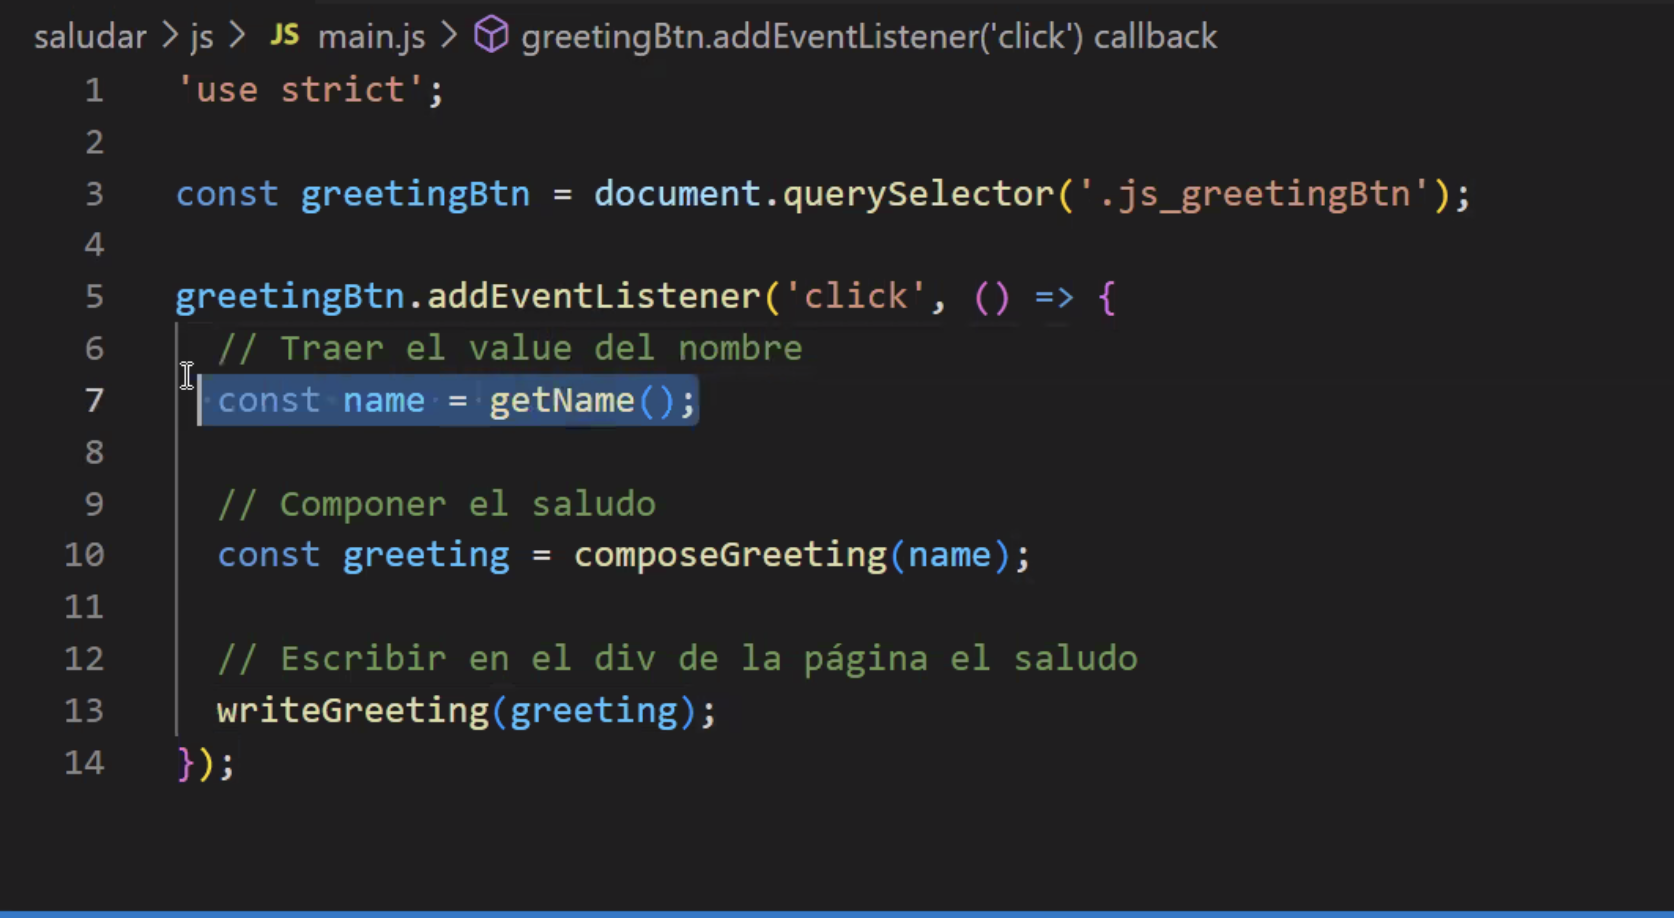 saludar > js > JS main.js > greetingBtn.addEventListener('click') callback
1 'use strict';
2
3 const greetingBtn = document.querySelector('.js_greetingBtn');
4
5 greetingBtn.addEventListener('click', () => {
6 // Traer el value del nombre
7 const name = getName();
8
9 // Componer el saludo
10 const greeting = composeGreeting(name);
11
12 // Escribir en el div de la página el saludo
13 writeGreeting(greeting);
14 });